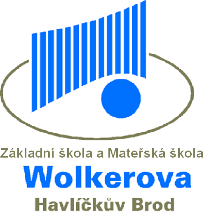 Základní škola a Mateřská škola
Wolkerova
Havlíčkův Brod